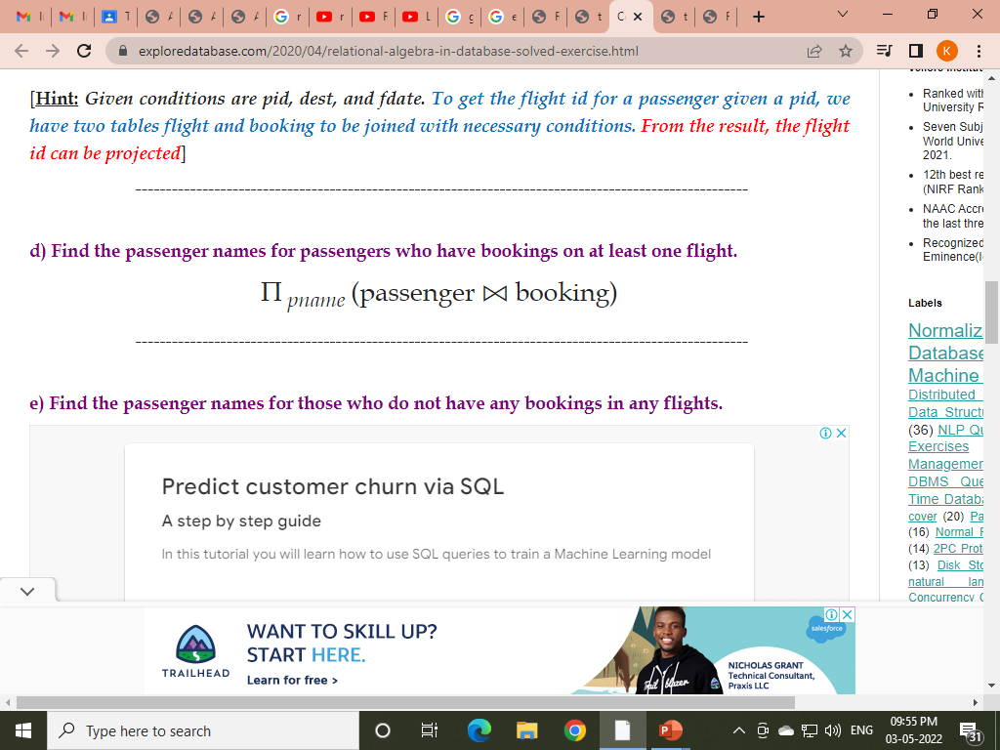 exploredatabase.com/2020/04/relational-algebra-in-database-solved-exercise.html
K
[Hint: Given conditions are pid, dest, and fdate. To get the flight id for a passenger given a pid, we
have two tables flight and booking to be joined with necessary conditions. From the result, the flight
id can be projected]
d) Find the passenger names for passengers who have bookings on at least one flight.
Π pname (passenger ⋈ booking)
e) Find the passenger names for those who do not have any bookings in any flights.
Predict customer churn via SQL
A step by step guide
In this tutorial you will learn how to use SQL queries to train a Machine Learning model
Ranked with
University R
Seven Subj
World Unive
2021.
12th best re
(NIRF Rank
NAAC Accre
the last thre
Recognized
Eminence(I
Labels
Normaliz
Database
Machine
Distributed
Data Struct
(36) NLP Qu
Exercises
Managemen
DBMS Que
Time Databa
cover (20) Pa
(16) Normal F
(14) 2PC Prot
(13) Disk Sto
natural lan
Concurrency C
TRAILHEAD
WANT TO SKILL UP?
START HERE.
Learn for free >
salesforce
NICHOLAS GRANT
Technical Consultant,
Praxis LLC
Type here to search
ENG
09:55 PM
03-05-2022
31